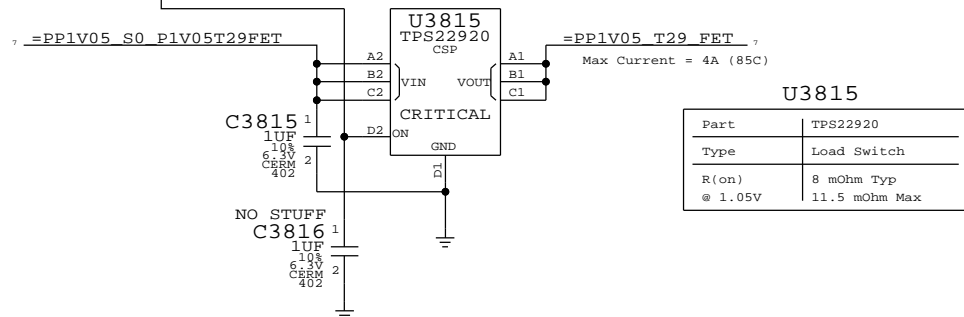 U3815
TPS22920
CSP
7 =PP1V05_S0_P1V05T29FET
=PP1V05_T29_FET 7
Max Current = 4A (85C)
A2
B2
C2
VIN
VOUT
A1
B1
C1
CRITICAL
D2
ON
GND
D1
C3815
1
1UF
10%
6.3V
CERM
402
2
NO STUFF
C3816
1
1UF
10%
6.3V
CERM
402
2
U3815
Part TPS22920
Type Load Switch
R(on) 8 mOhm Typ
@ 1.05V 11.5 mOhm Max